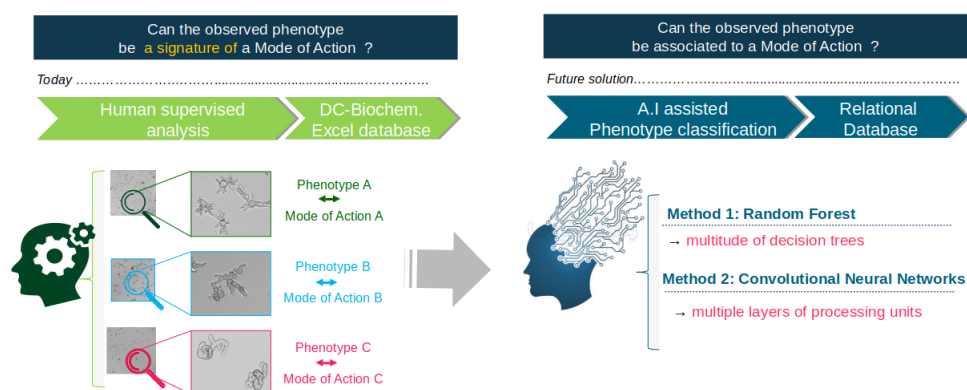 Can the observed phenotype
be a signature of a Mode of Action ?
Today ................................................................................
Human supervised
analysis
DC-Biochem.
Excel database
Phenotype A
Mode of Action A
Phenotype B
Mode of Action B
Phenotype C
Mode of Action C
Can the observed phenotype
be associated to a Mode of Action ?
Future solution................................................................................
A.I assisted
Phenotype classification
Relational
Database
Method 1: Random Forest
→ multitude of decision trees
Method 2: Convolutional Neural Networks
→ multiple layers of processing units